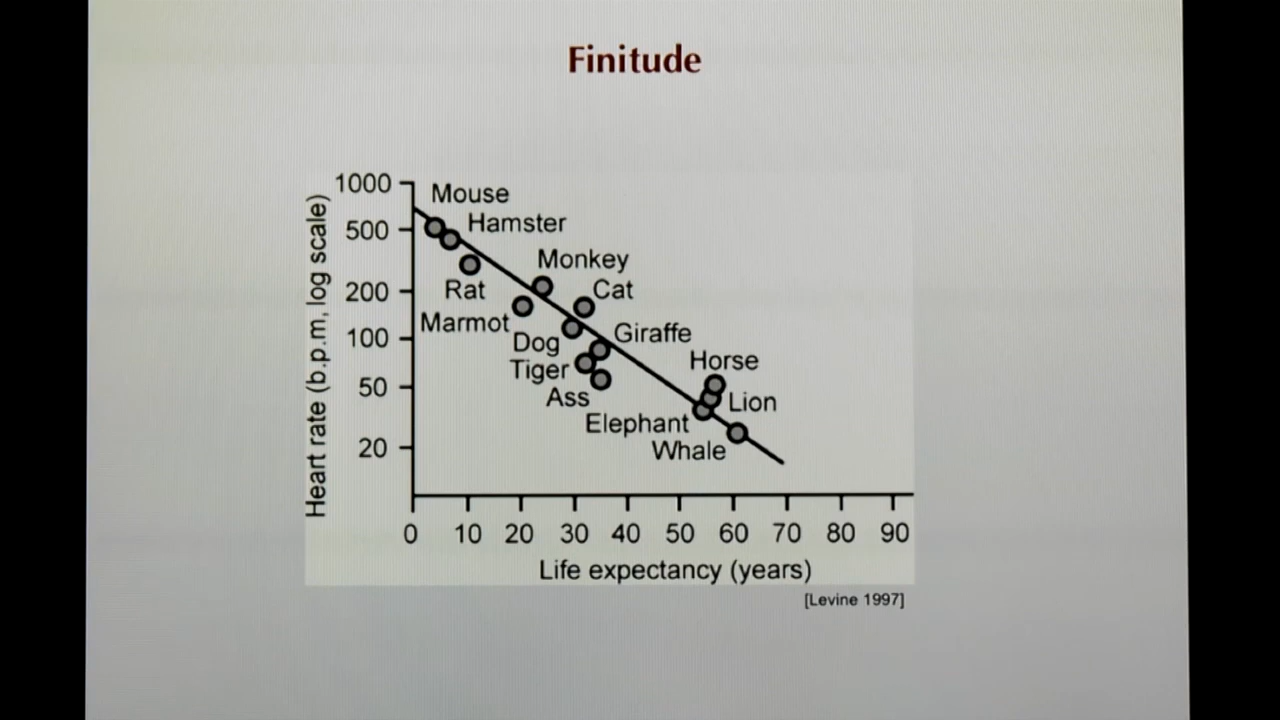 Finitude
Heart rate (b.p.m, log scale)
1000
500
200
100
50
20
Mouse
Hamster
Monkey
Rat
Cat
Marmot
Dog
Giraffe
Tiger
Horse
Ass
Lion
Elephant
Whale
0 10 20 30 40 50 60 70 80 90
Life expectancy (years)
[Levine 1997]